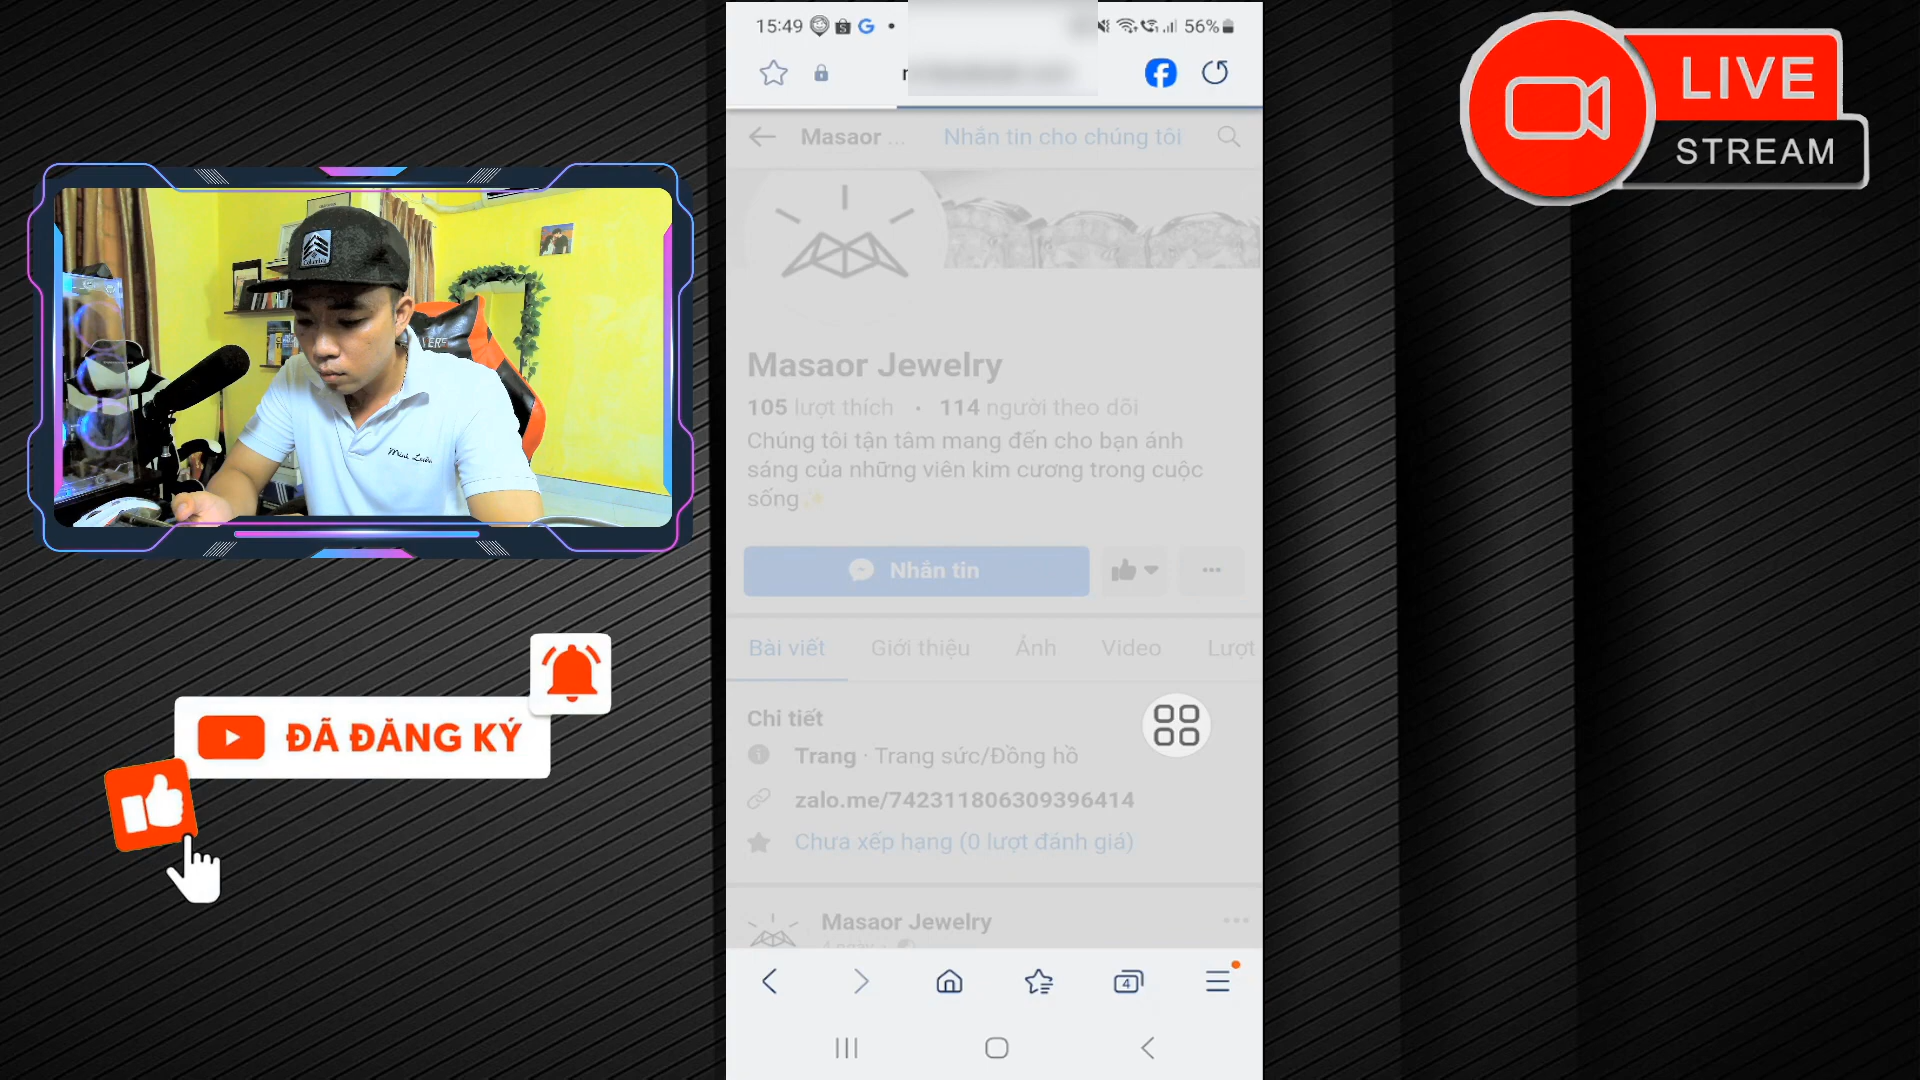 15:49
56%
Masaor ...
Nhắn tin cho chúng tôi
Masaor Jewelry
105 lượt thích · 114 người theo dõi
Chúng tôi tận tâm mang đến cho bạn ánh
sáng của những viên kim cương trong cuộc
sống
Nhắn tin
Bài viết
Giới thiệu
Ảnh
Video
Lượt
Chi tiết
Trang · Trang sức/Đồng hồ
zalo.me/742311806309396414
Chưa xếp hạng (0 lượt đánh giá)
Masaor Jewelry
4
LIVE
STREAM
ĐÃ ĐĂNG KÝ
Columbia